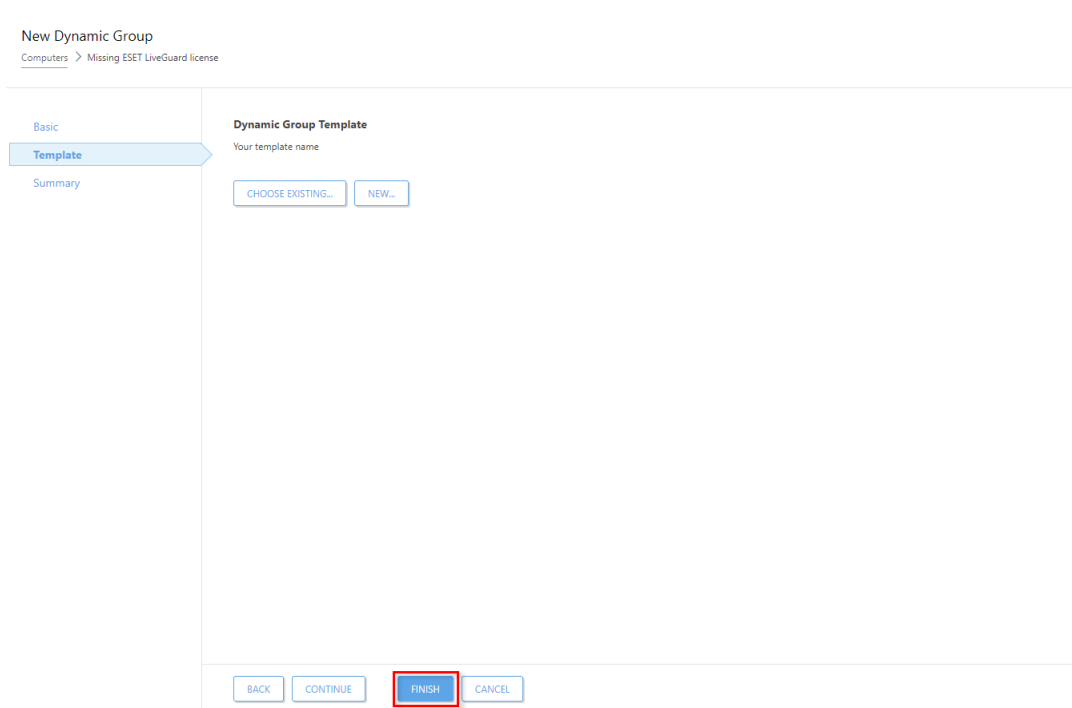 New Dynamic Group
Computers > Missing ESET LiveGuard license
Basic
Template
Summary
Dynamic Group Template
Your template name
CHOOSE EXISTING... NEW...
BACK CONTINUE FINISH CANCEL